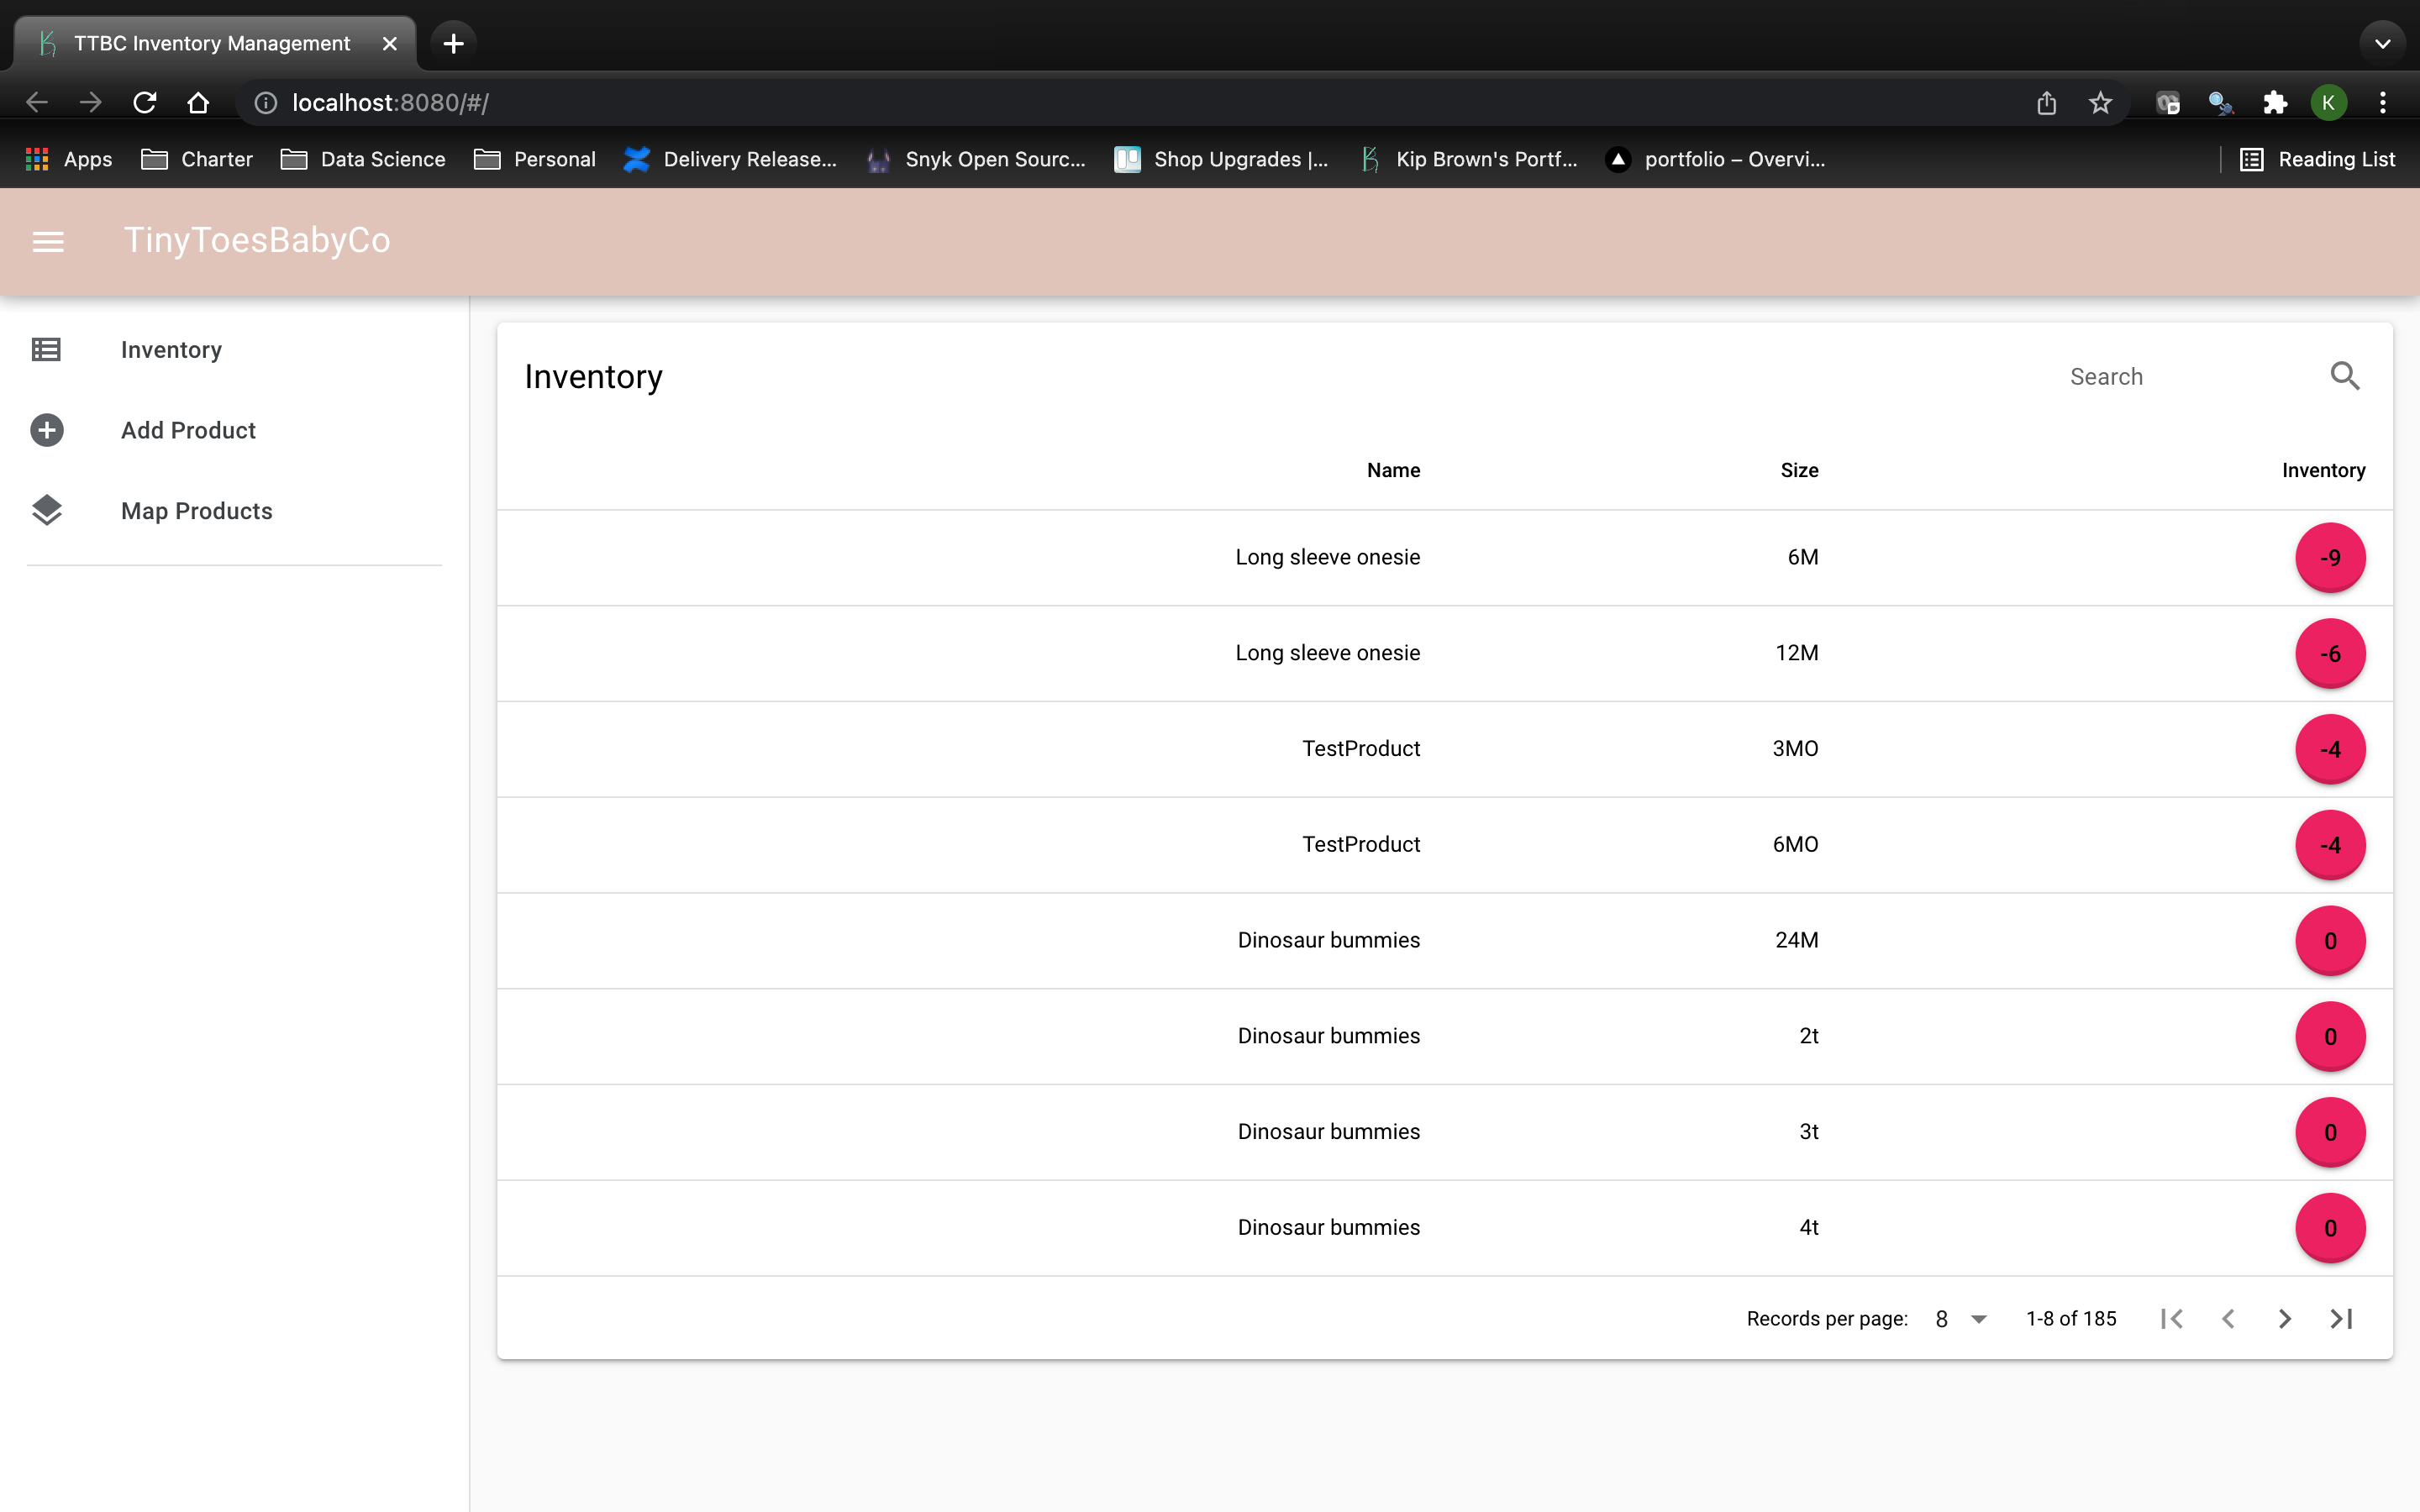 TTBC Inventory Management
localhost:8080/#/
K
Apps Charter Data Science Personal Delivery Release... Snyk Open Sourc... Shop Upgrades |... Kip Brown's Portf... portfolio – Overvi... Reading List
TinyToesBabyCo
Inventory
Add Product
Map Products
Inventory Search
Name Size Inventory
Long sleeve onesie 6M -9
Long sleeve onesie 12M -6
TestProduct 3MO -4
TestProduct 6MO -4
Dinosaur bummies 24M 0
Dinosaur bummies 2t 0
Dinosaur bummies 3t 0
Dinosaur bummies 4t 0
Records per page: 8 1-8 of 185